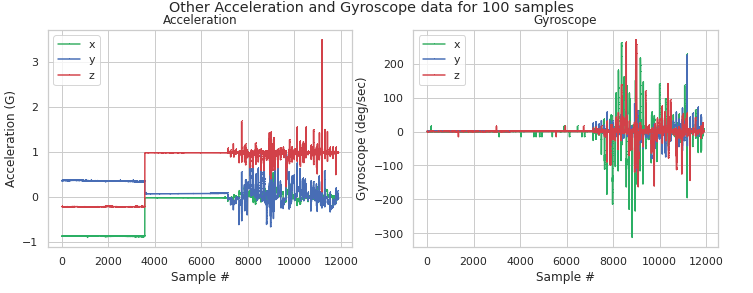 Other Acceleration and Gyroscope data for 100 samples
Acceleration
Gyroscope
x
y
z
3
2
1
0
−1
Acceleration (G)
0
2000
4000
6000
8000
10000
12000
Sample #
x
y
z
200
100
0
−100
−200
−300
Gyroscope (deg/sec)
0
2000
4000
6000
8000
10000
12000
Sample #